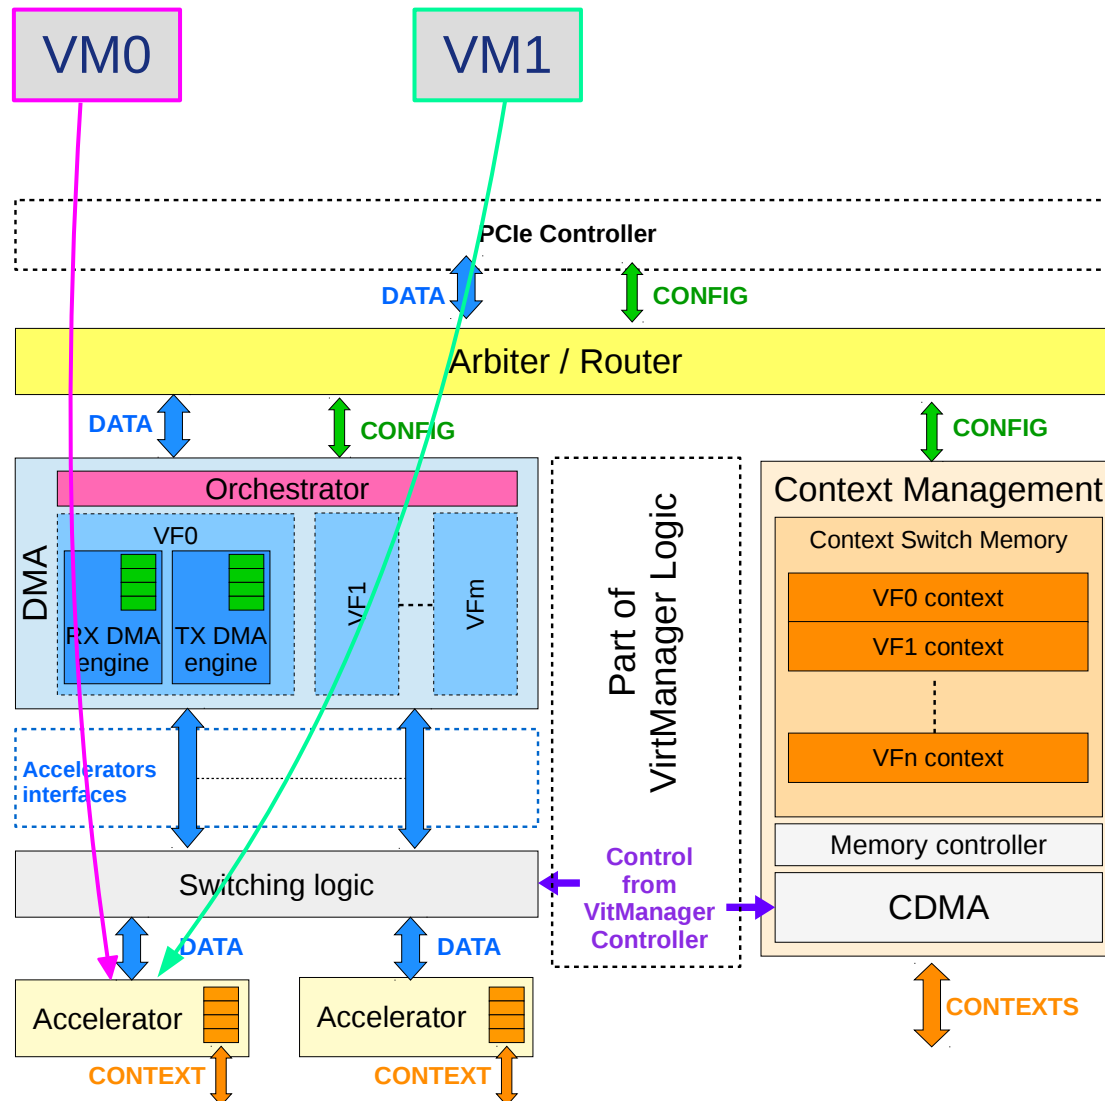 VM0
VM1
PCIe Controller
DATA
CONFIG
Arbiter / Router
DATA
CONFIG
CONFIG
DMA
Orchestrator
VF0
RX DMA
engine
TX DMA
engine
VF1
VFm
Part of
VirtManager Logic
Context Management
Context Switch Memory
VF0 context
VF1 context
VFn context
Memory controller
CDMA
Accelerators
interfaces
Switching logic
Control
from
VitManager
Controller
DATA
DATA
Accelerator
Accelerator
CONTEXT
CONTEXT
CONTEXTS